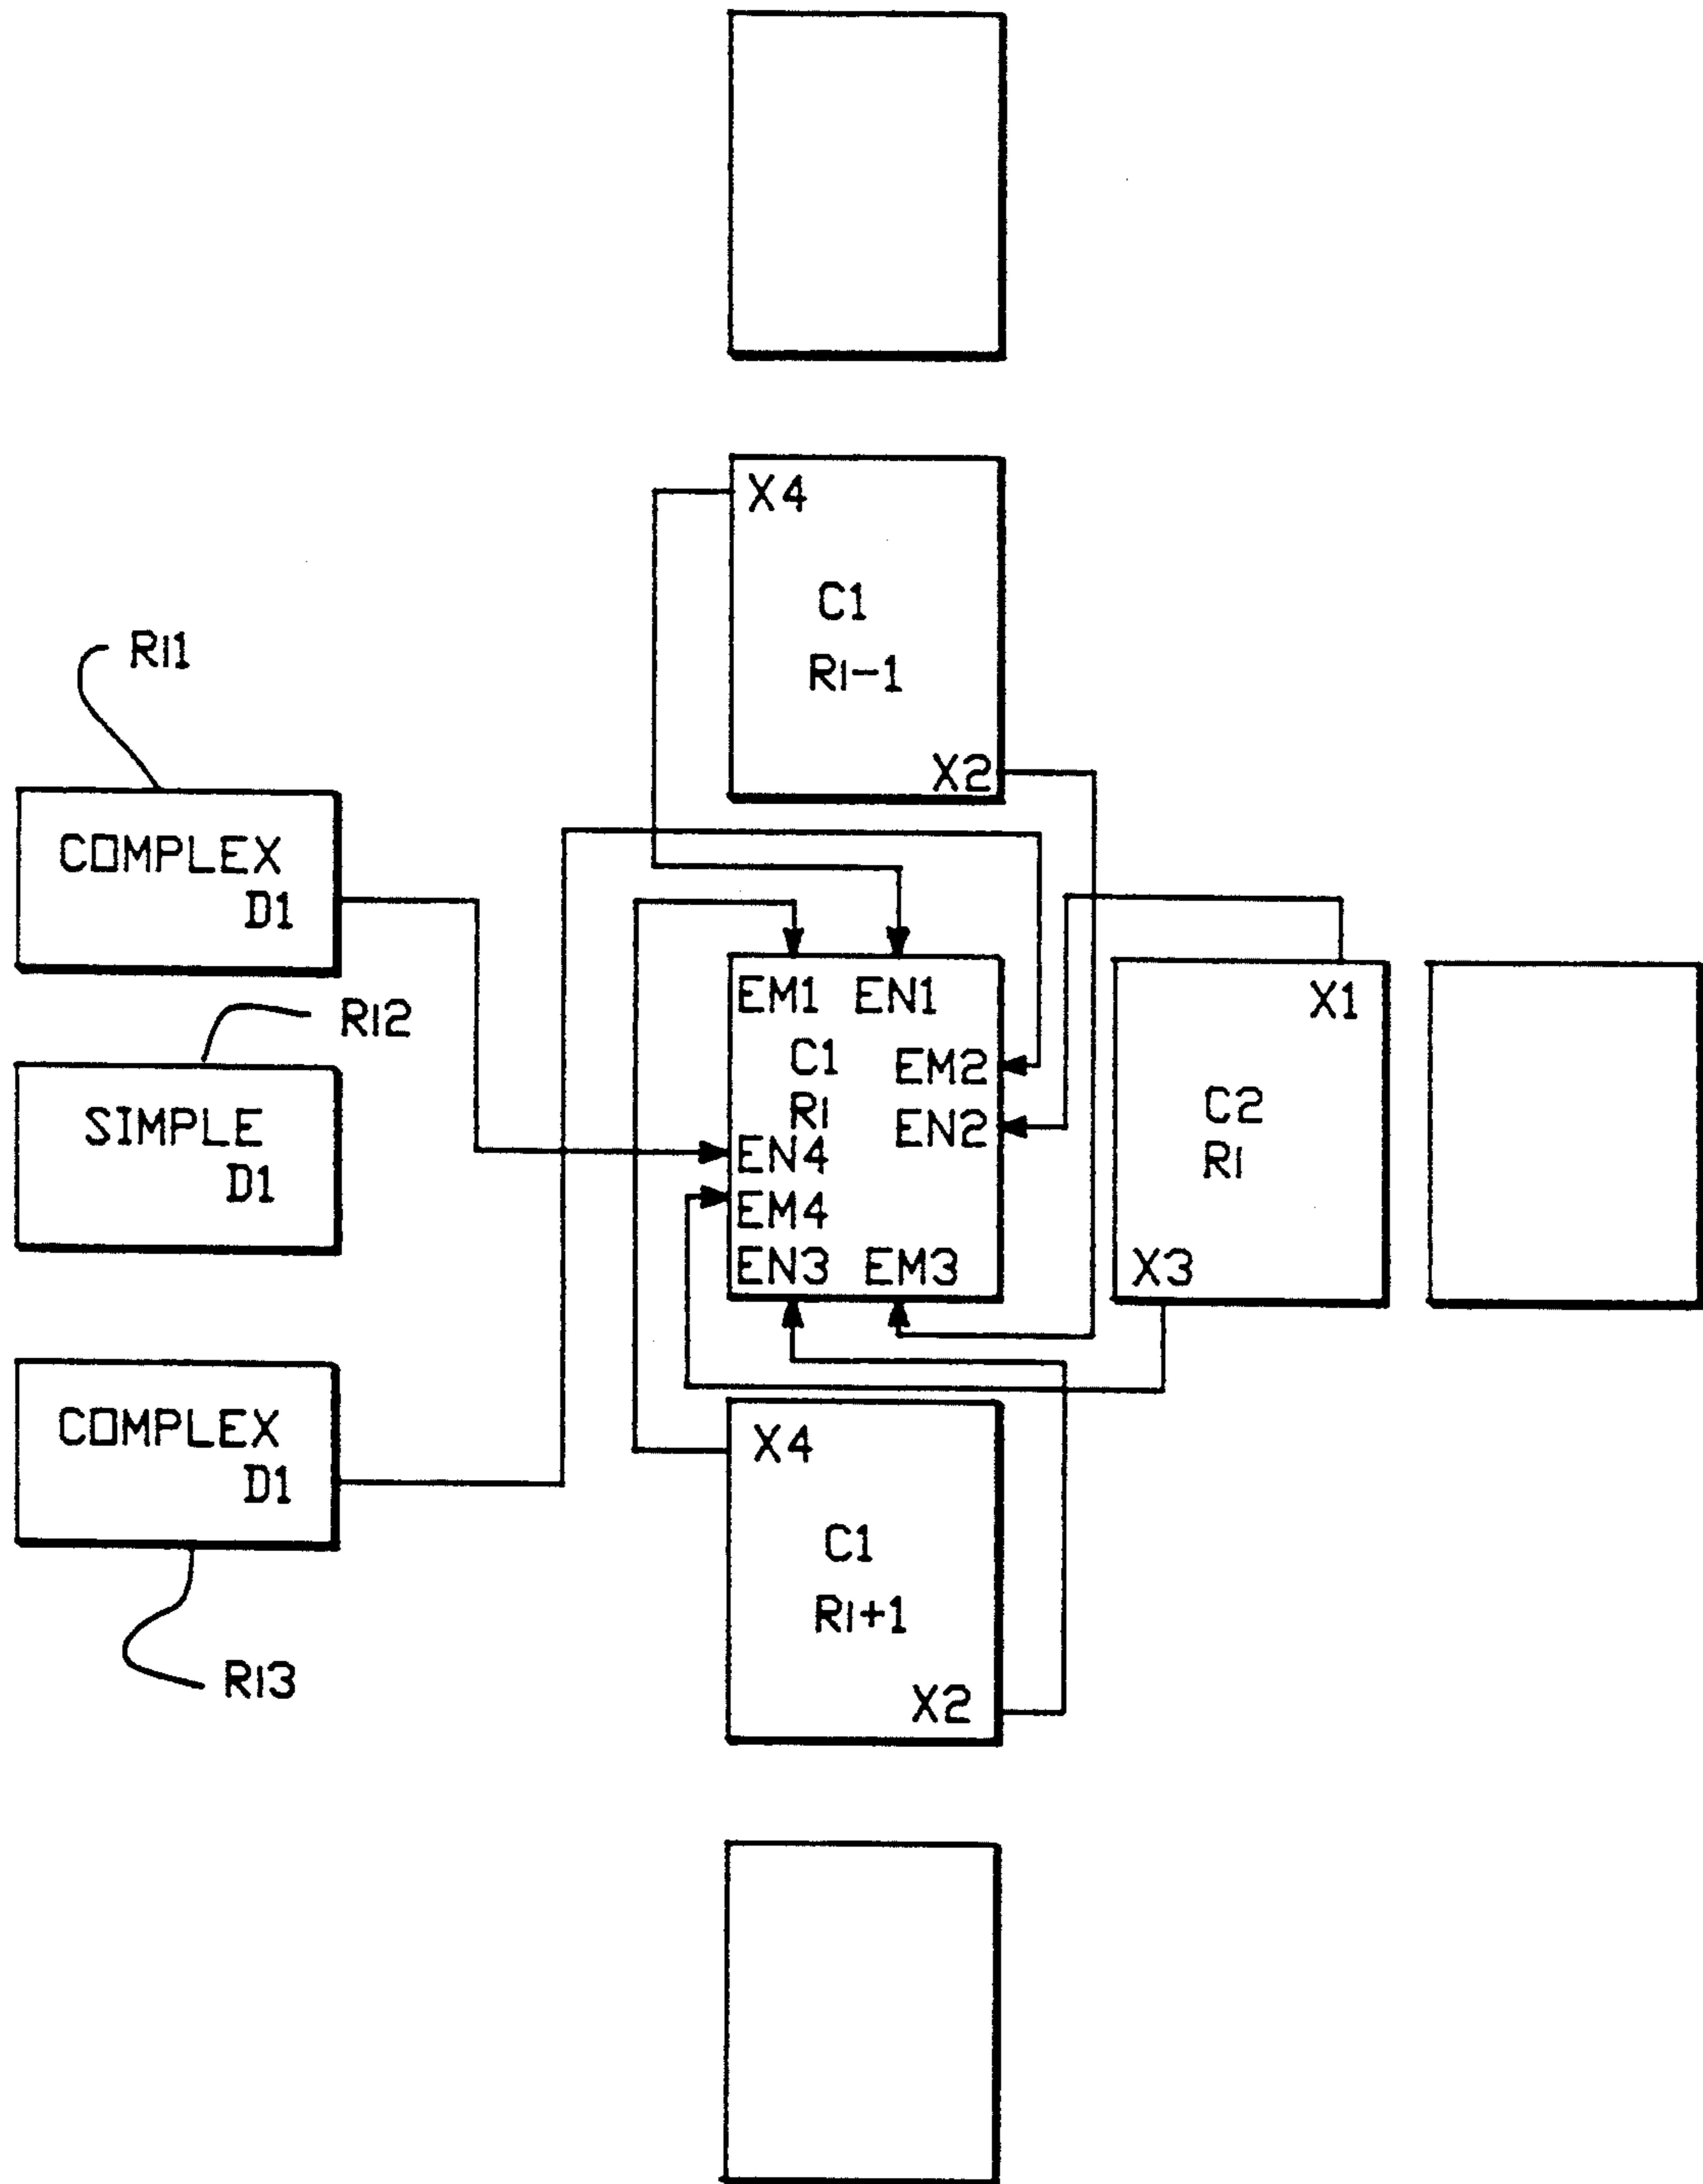 X4
C1
Ri-1
X2
Ri1
COMPLEX
D1
Ri2
SIMPLE
D1
COMPLEX
D1
Ri3
EM1 EN1
C1
Ri
EM2
EN2
EN4
EM4
EN3 EM3
X1
C2
Ri
X3
X4
C1
Ri+1
X2